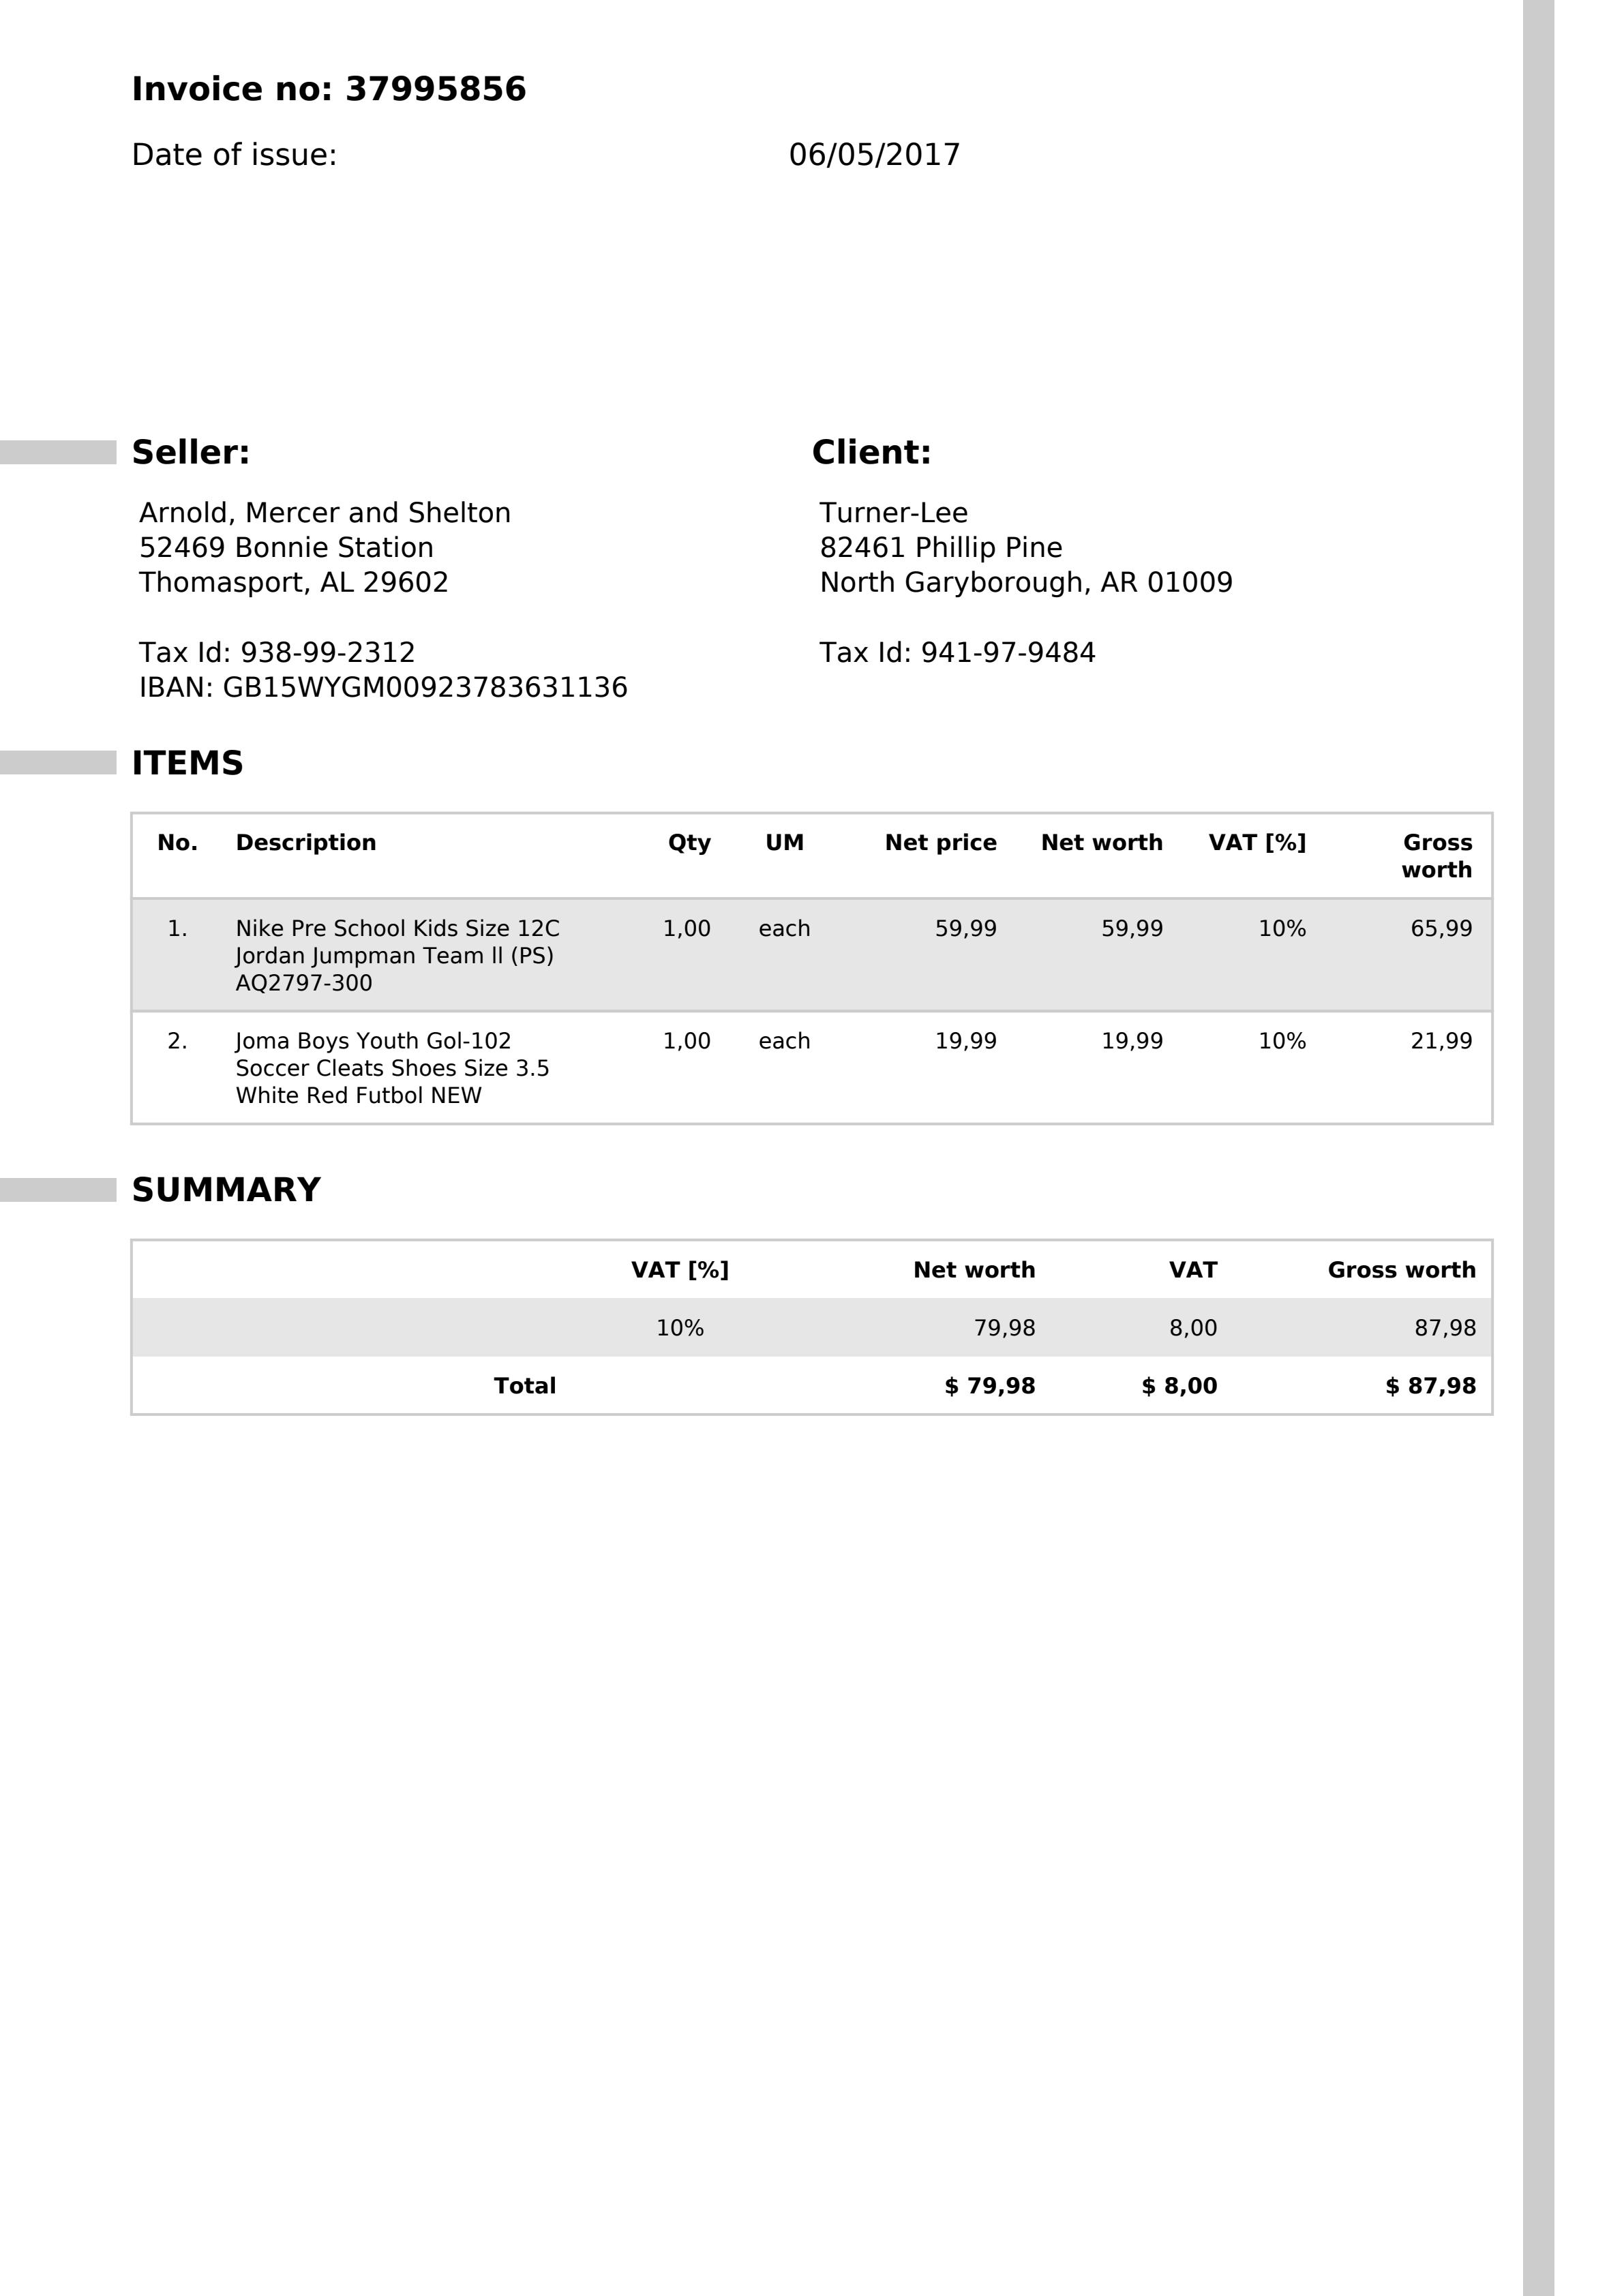 Invoice no: 37995856
Date of issue: 06/05/2017
Seller:
Arnold, Mercer and Shelton
52469 Bonnie Station
Thomasport, AL 29602
Tax Id: 938-99-2312
IBAN: GB15WYGM00923783631136
Client:
Turner-Lee
82461 Phillip Pine
North Garyborough, AR 01009
Tax Id: 941-97-9484
ITEMS
No. Description Qty UM Net price Net worth VAT [%] Gross
worth
1. Nike Pre School Kids Size 12C 1,00 each 59,99 59,99 10% 65,99
Jordan Jumpman Team ll (PS)
AQ2797-300
2. Joma Boys Youth Gol-102 1,00 each 19,99 19,99 10% 21,99
Soccer Cleats Shoes Size 3.5
White Red Futbol NEW
SUMMARY
VAT [%] Net worth VAT Gross worth
10% 79,98 8,00 87,98
Total $ 79,98 $ 8,00 $ 87,98